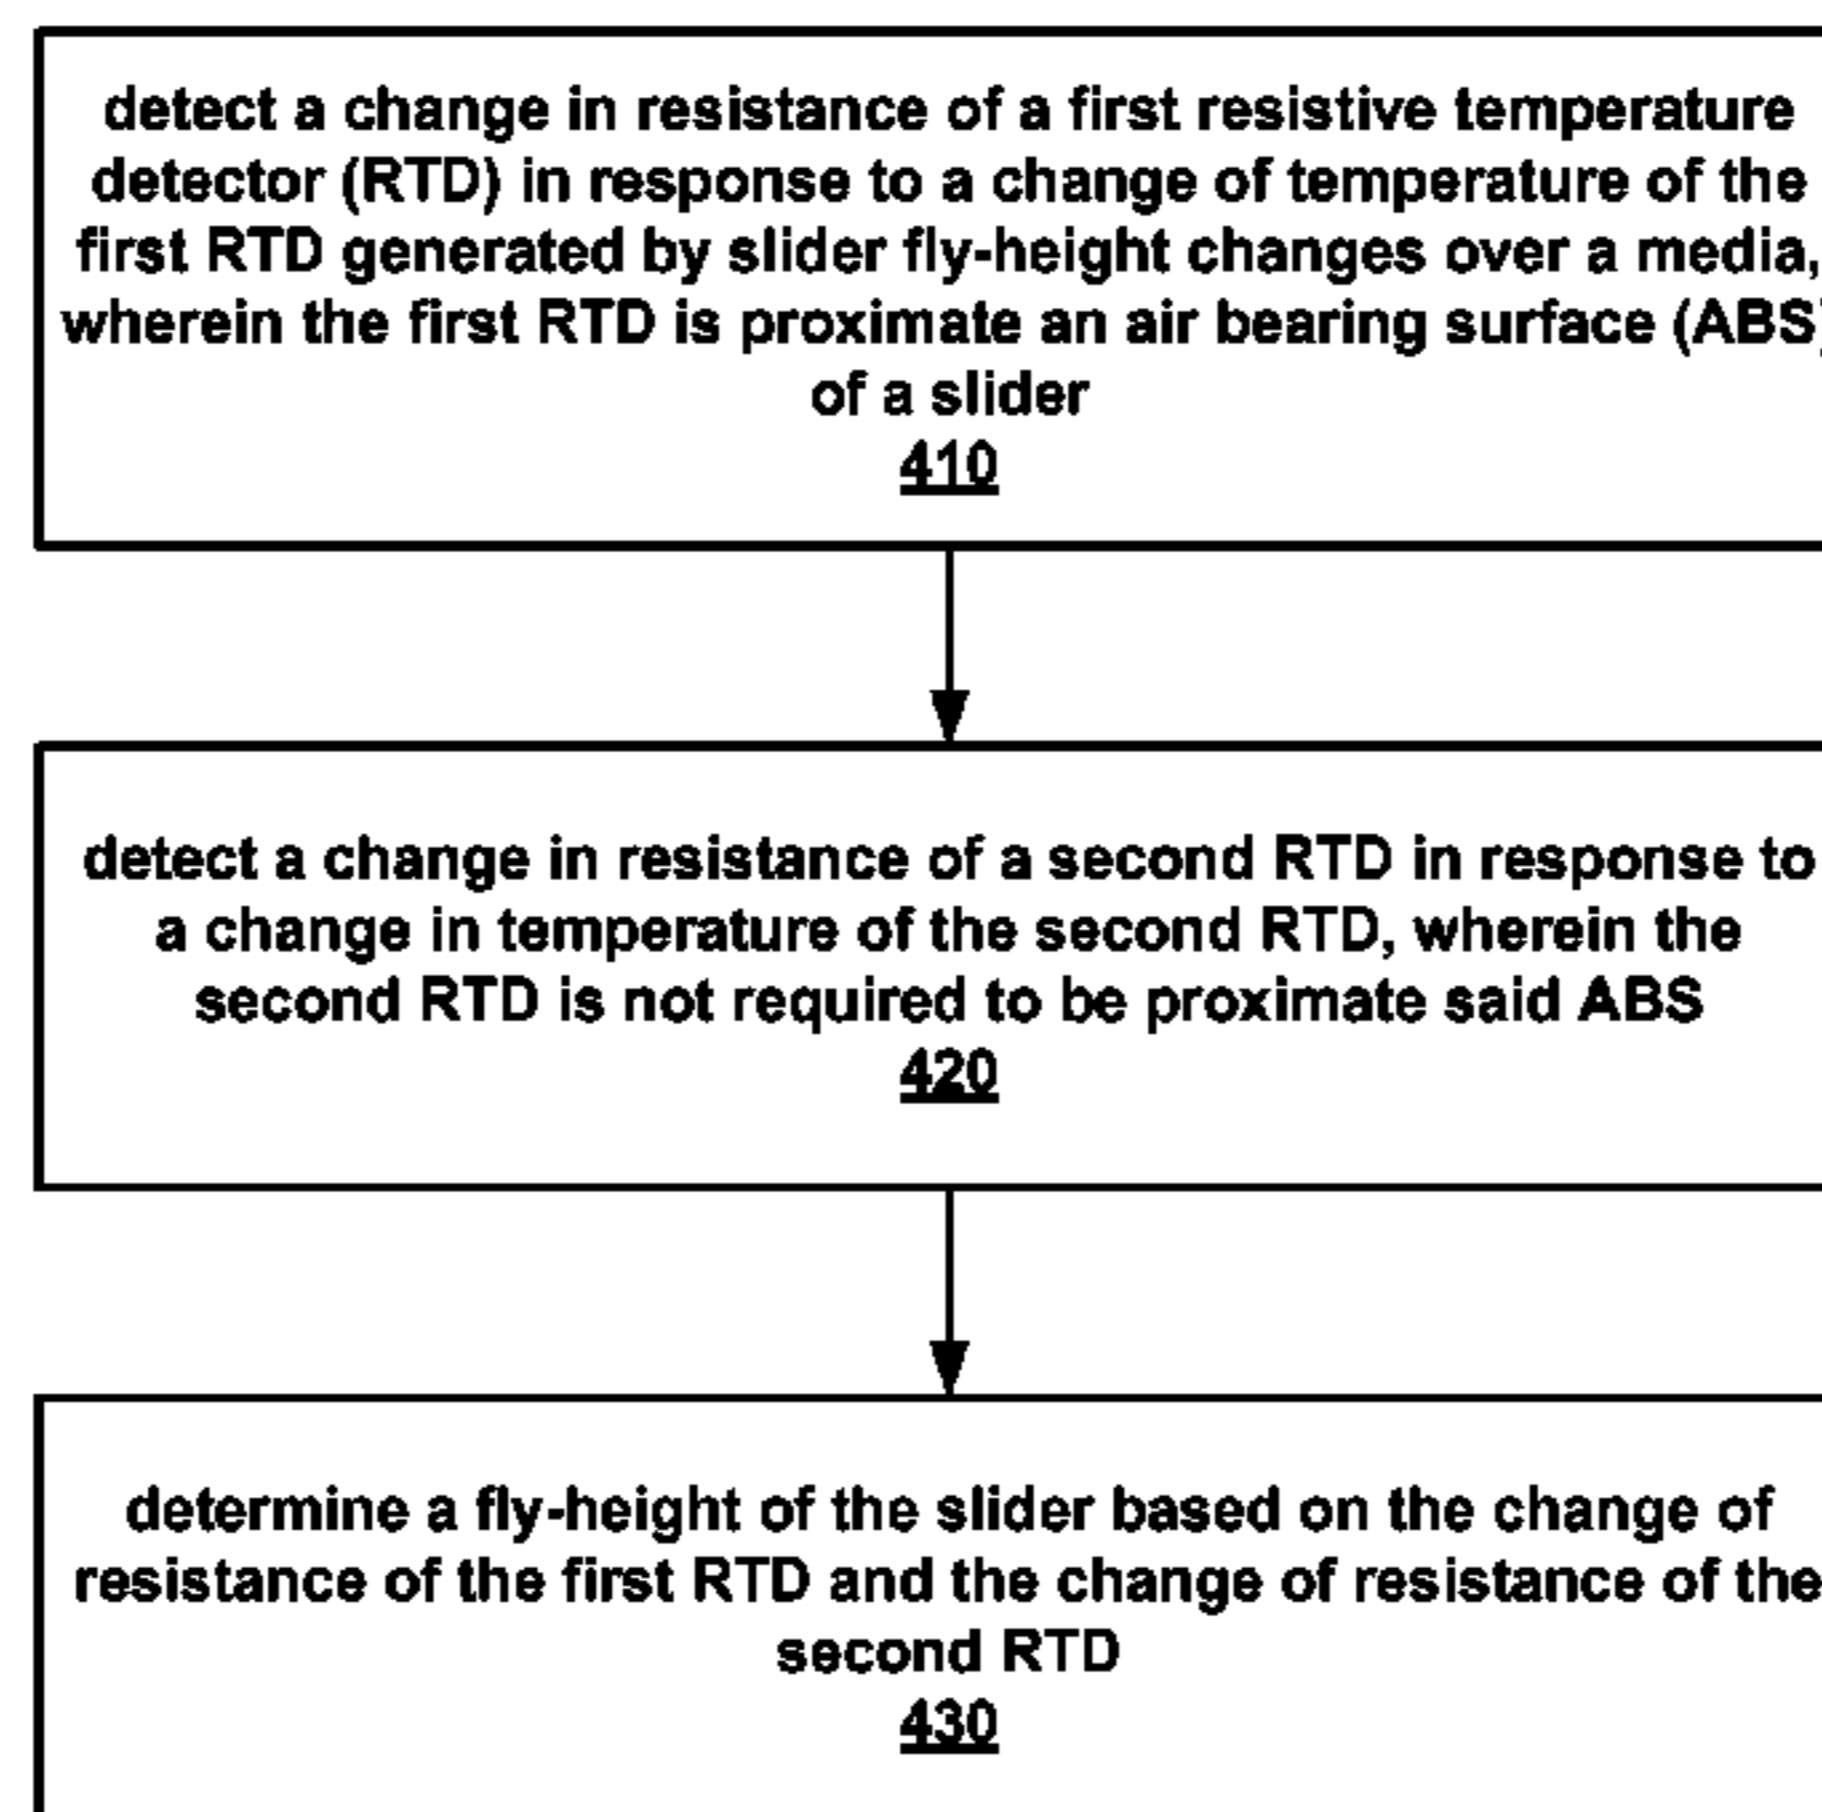 detect a change in resistance of a first resistive temperature
detector (RTD) in response to a change of temperature of the
first RTD generated by slider fly-height changes over a media,
wherein the first RTD is proximate an air bearing surface (ABS)
of a slider
410
detect a change in resistance of a second RTD in response to
a change in temperature of the second RTD, wherein the
second RTD is not required to be proximate said ABS
420
determine a fly-height of the slider based on the change of
resistance of the first RTD and the change of resistance of the
second RTD
430